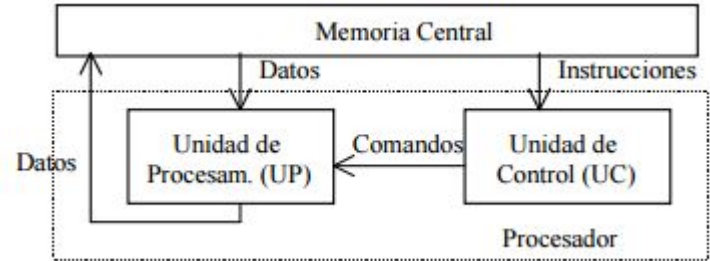 Memoria Central
Datos
Instrucciones
Unidad de
Procesam. (UP)
Comandos
Unidad de
Control (UC)
Datos
Procesador